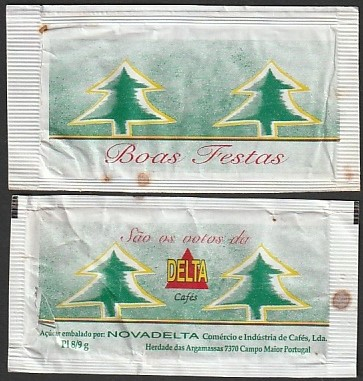 Boas Festas
São os votos da
DELTA
Cafés
Açúcar embalado por: NOVADELTA Comércio e Indústria de Cafés, Lda.
Pl 8/9 g
Herdade das Argamassas 7370 Campo Maior Portugal